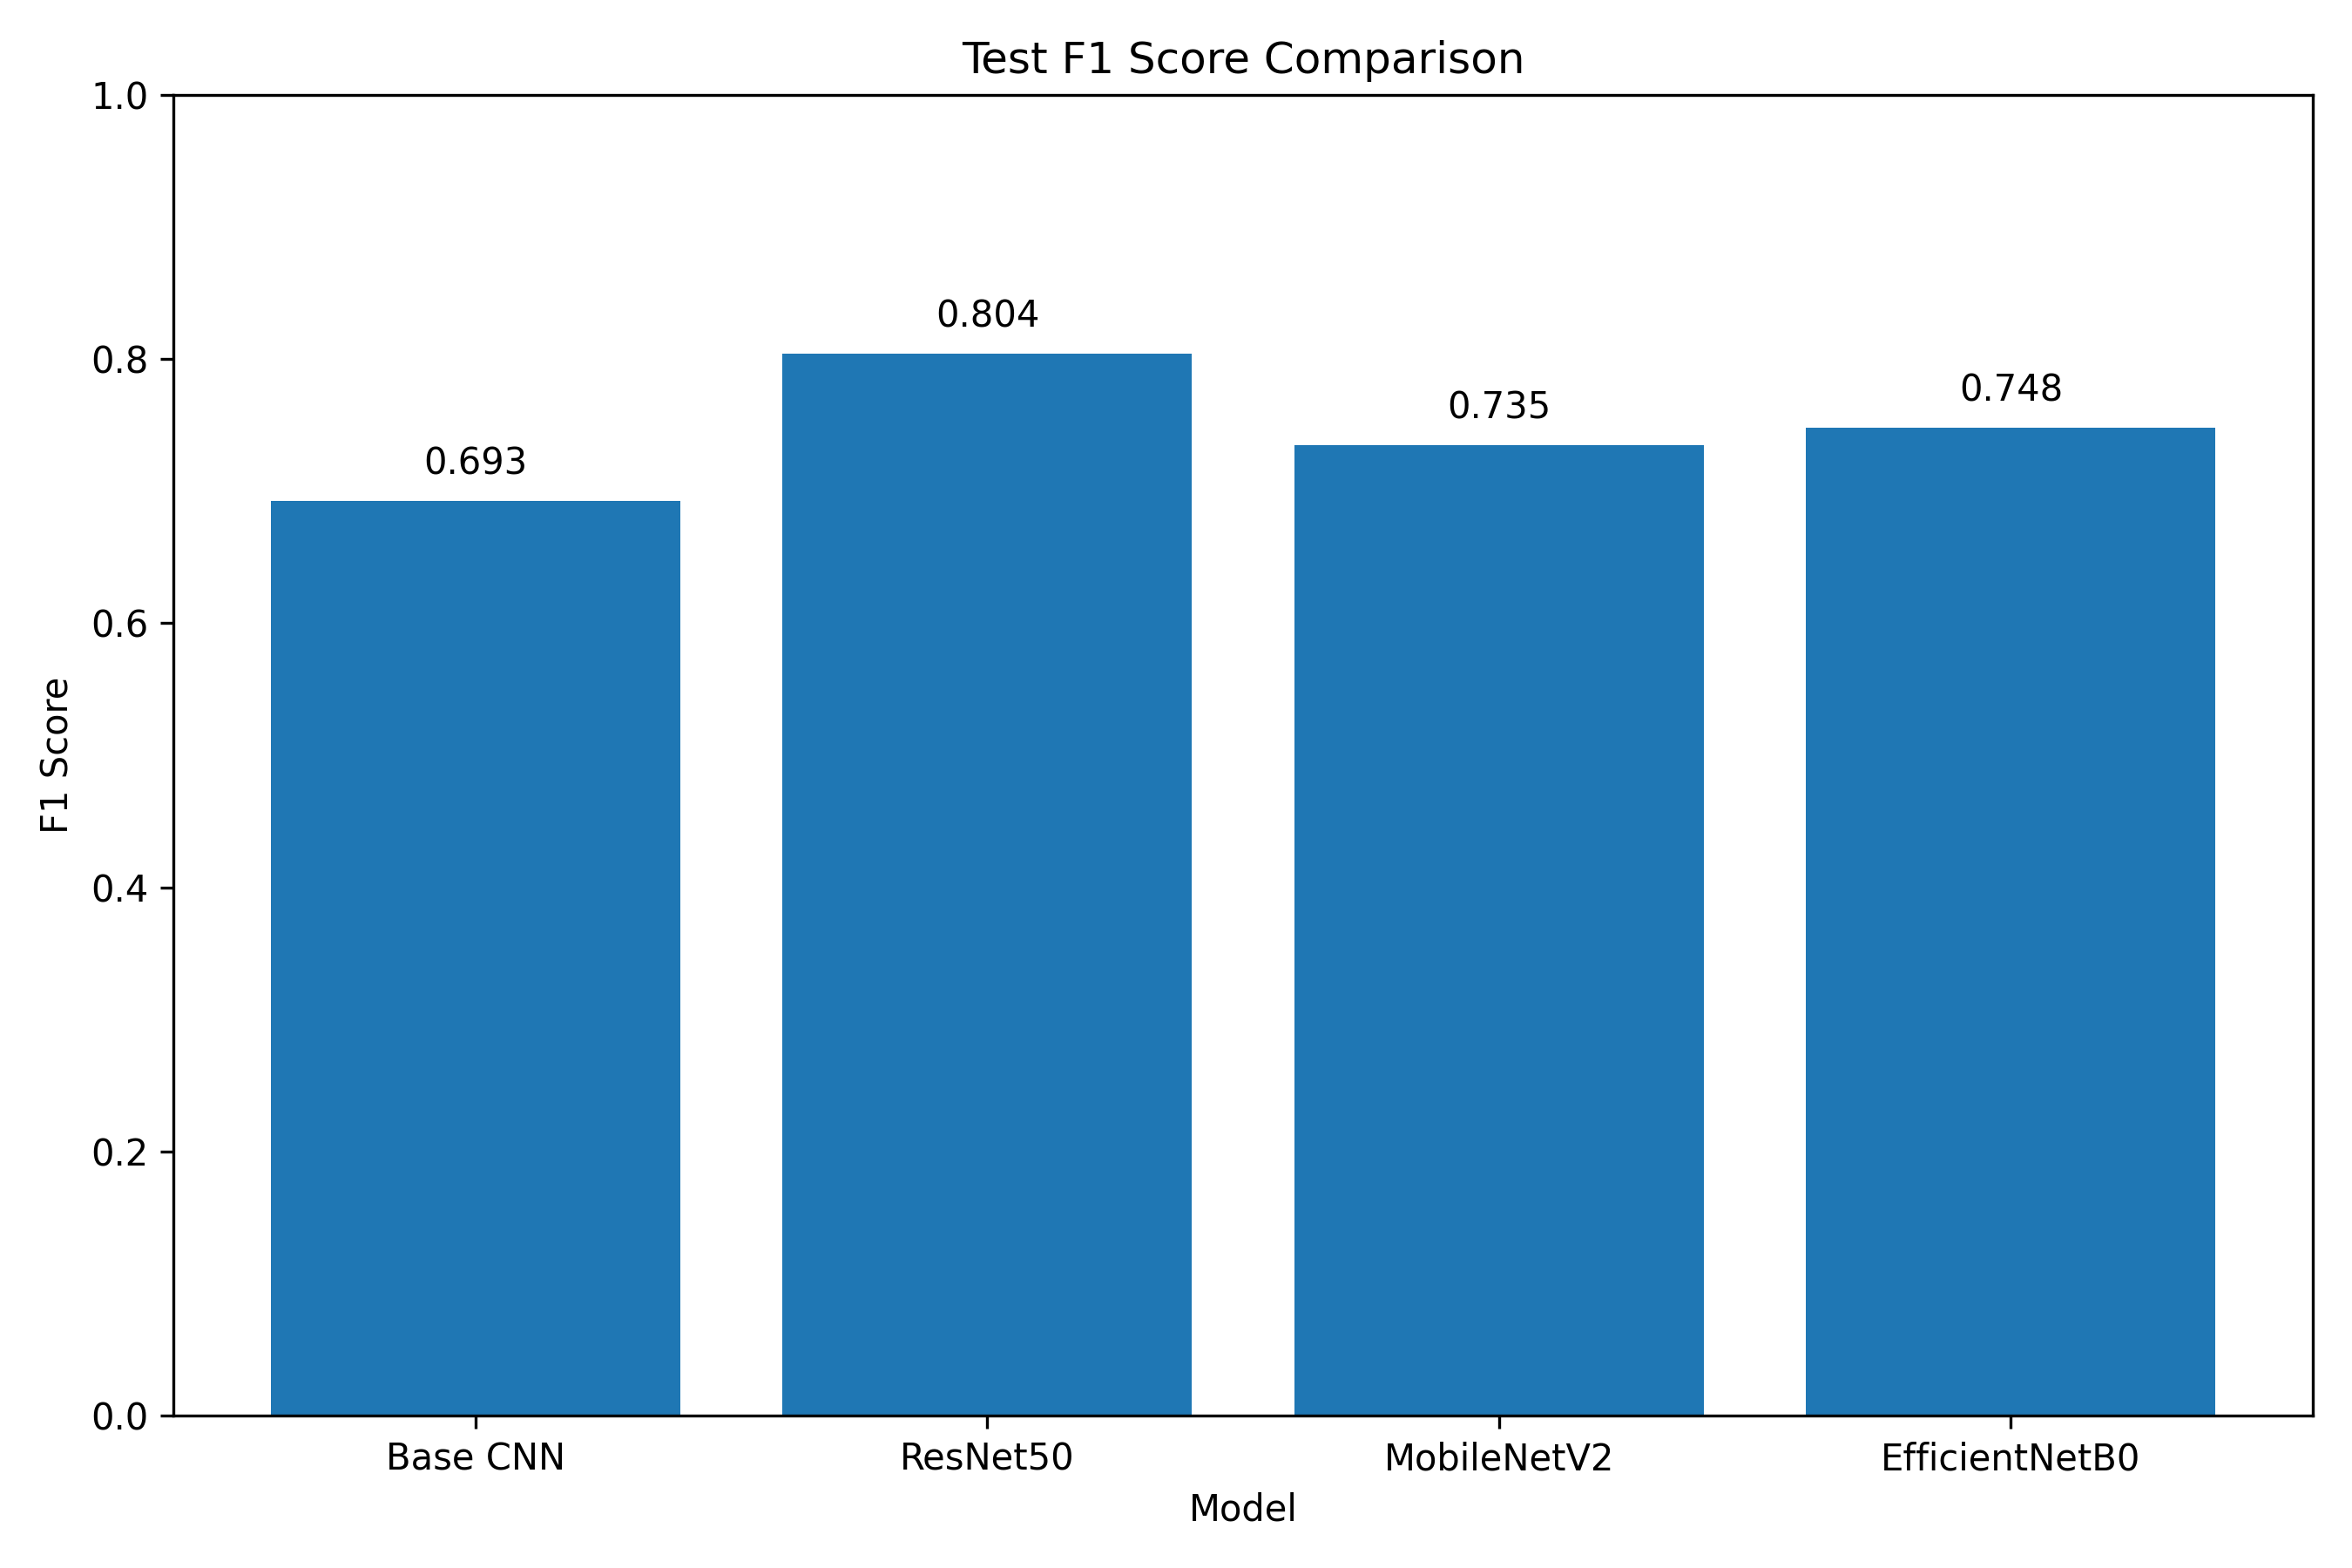 Test F1 Score Comparison
1.0
0.8
0.6
0.4
0.2
0.0
F1 Score
0.693
0.804
0.735
0.748
Base CNN
ResNet50
MobileNetV2
EfficientNetB0
Model